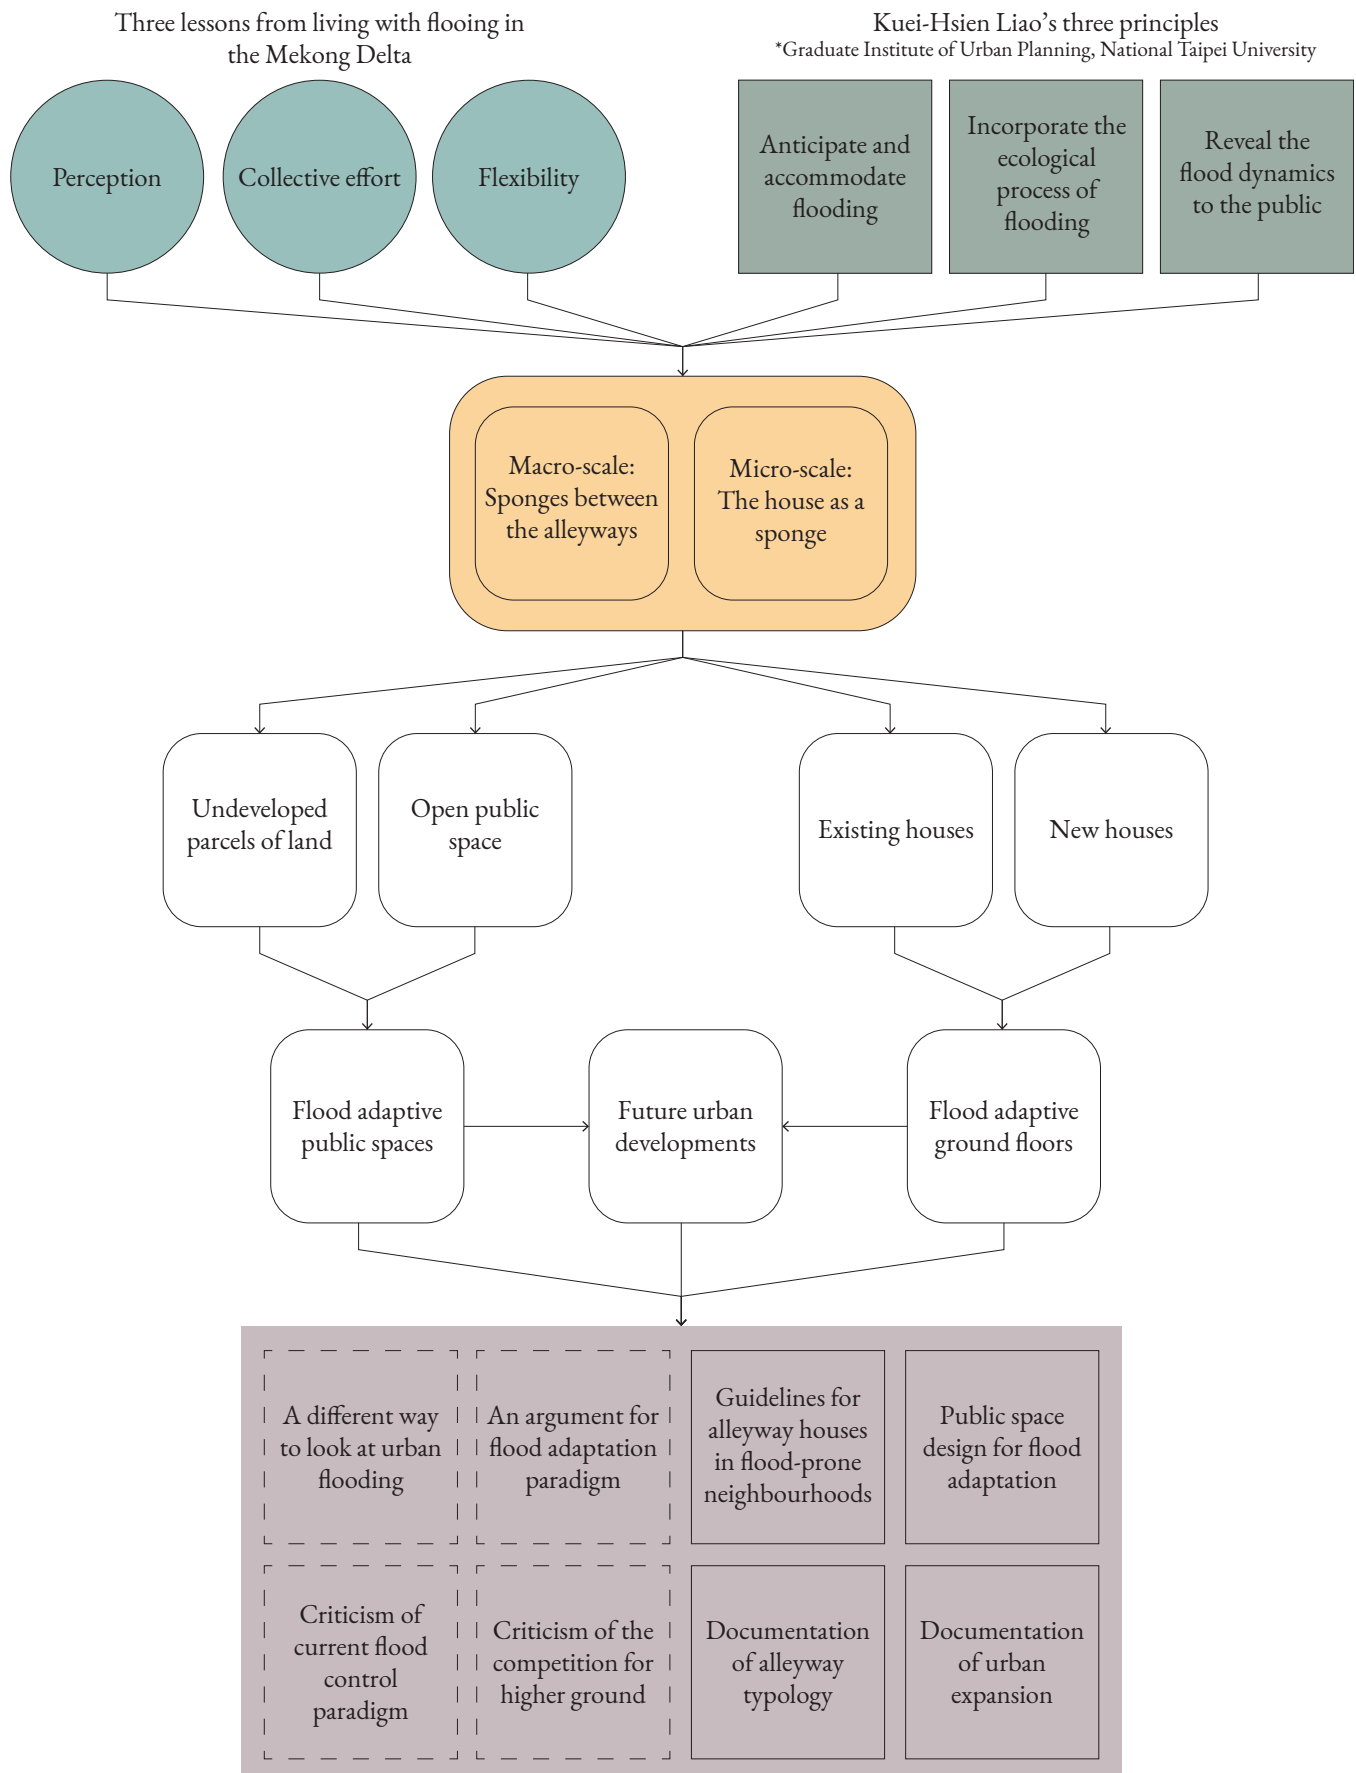 Three lessons from living with flooing in
the Mekong Delta
Kuei-Hsien Liao’s three principles
*Graduate Institute of Urban Planning, National Taipei University
Perception
Collective effort
Flexibility
Anticipate and
accommodate
flooding
Incorporate the
ecological
process of
flooding
Reveal the
flood dynamics
to the public
Macro-scale:
Sponges between
the alleyways
Micro-scale:
The house as a
sponge
Undeveloped
parcels of land
Open public
space
Existing houses
New houses
Flood adaptive
public spaces
Future urban
developments
Flood adaptive
ground floors
A different way
to look at urban
flooding
An argument for
flood adaptation
paradigm
Guidelines for
alleyway houses
in flood-prone
neighbourhoods
Public space
design for flood
adaptation
Criticism of
current flood
control
paradigm
Criticism of the
competition for
higher ground
Documentation
of alleyway
typology
Documentation
of urban
expansion